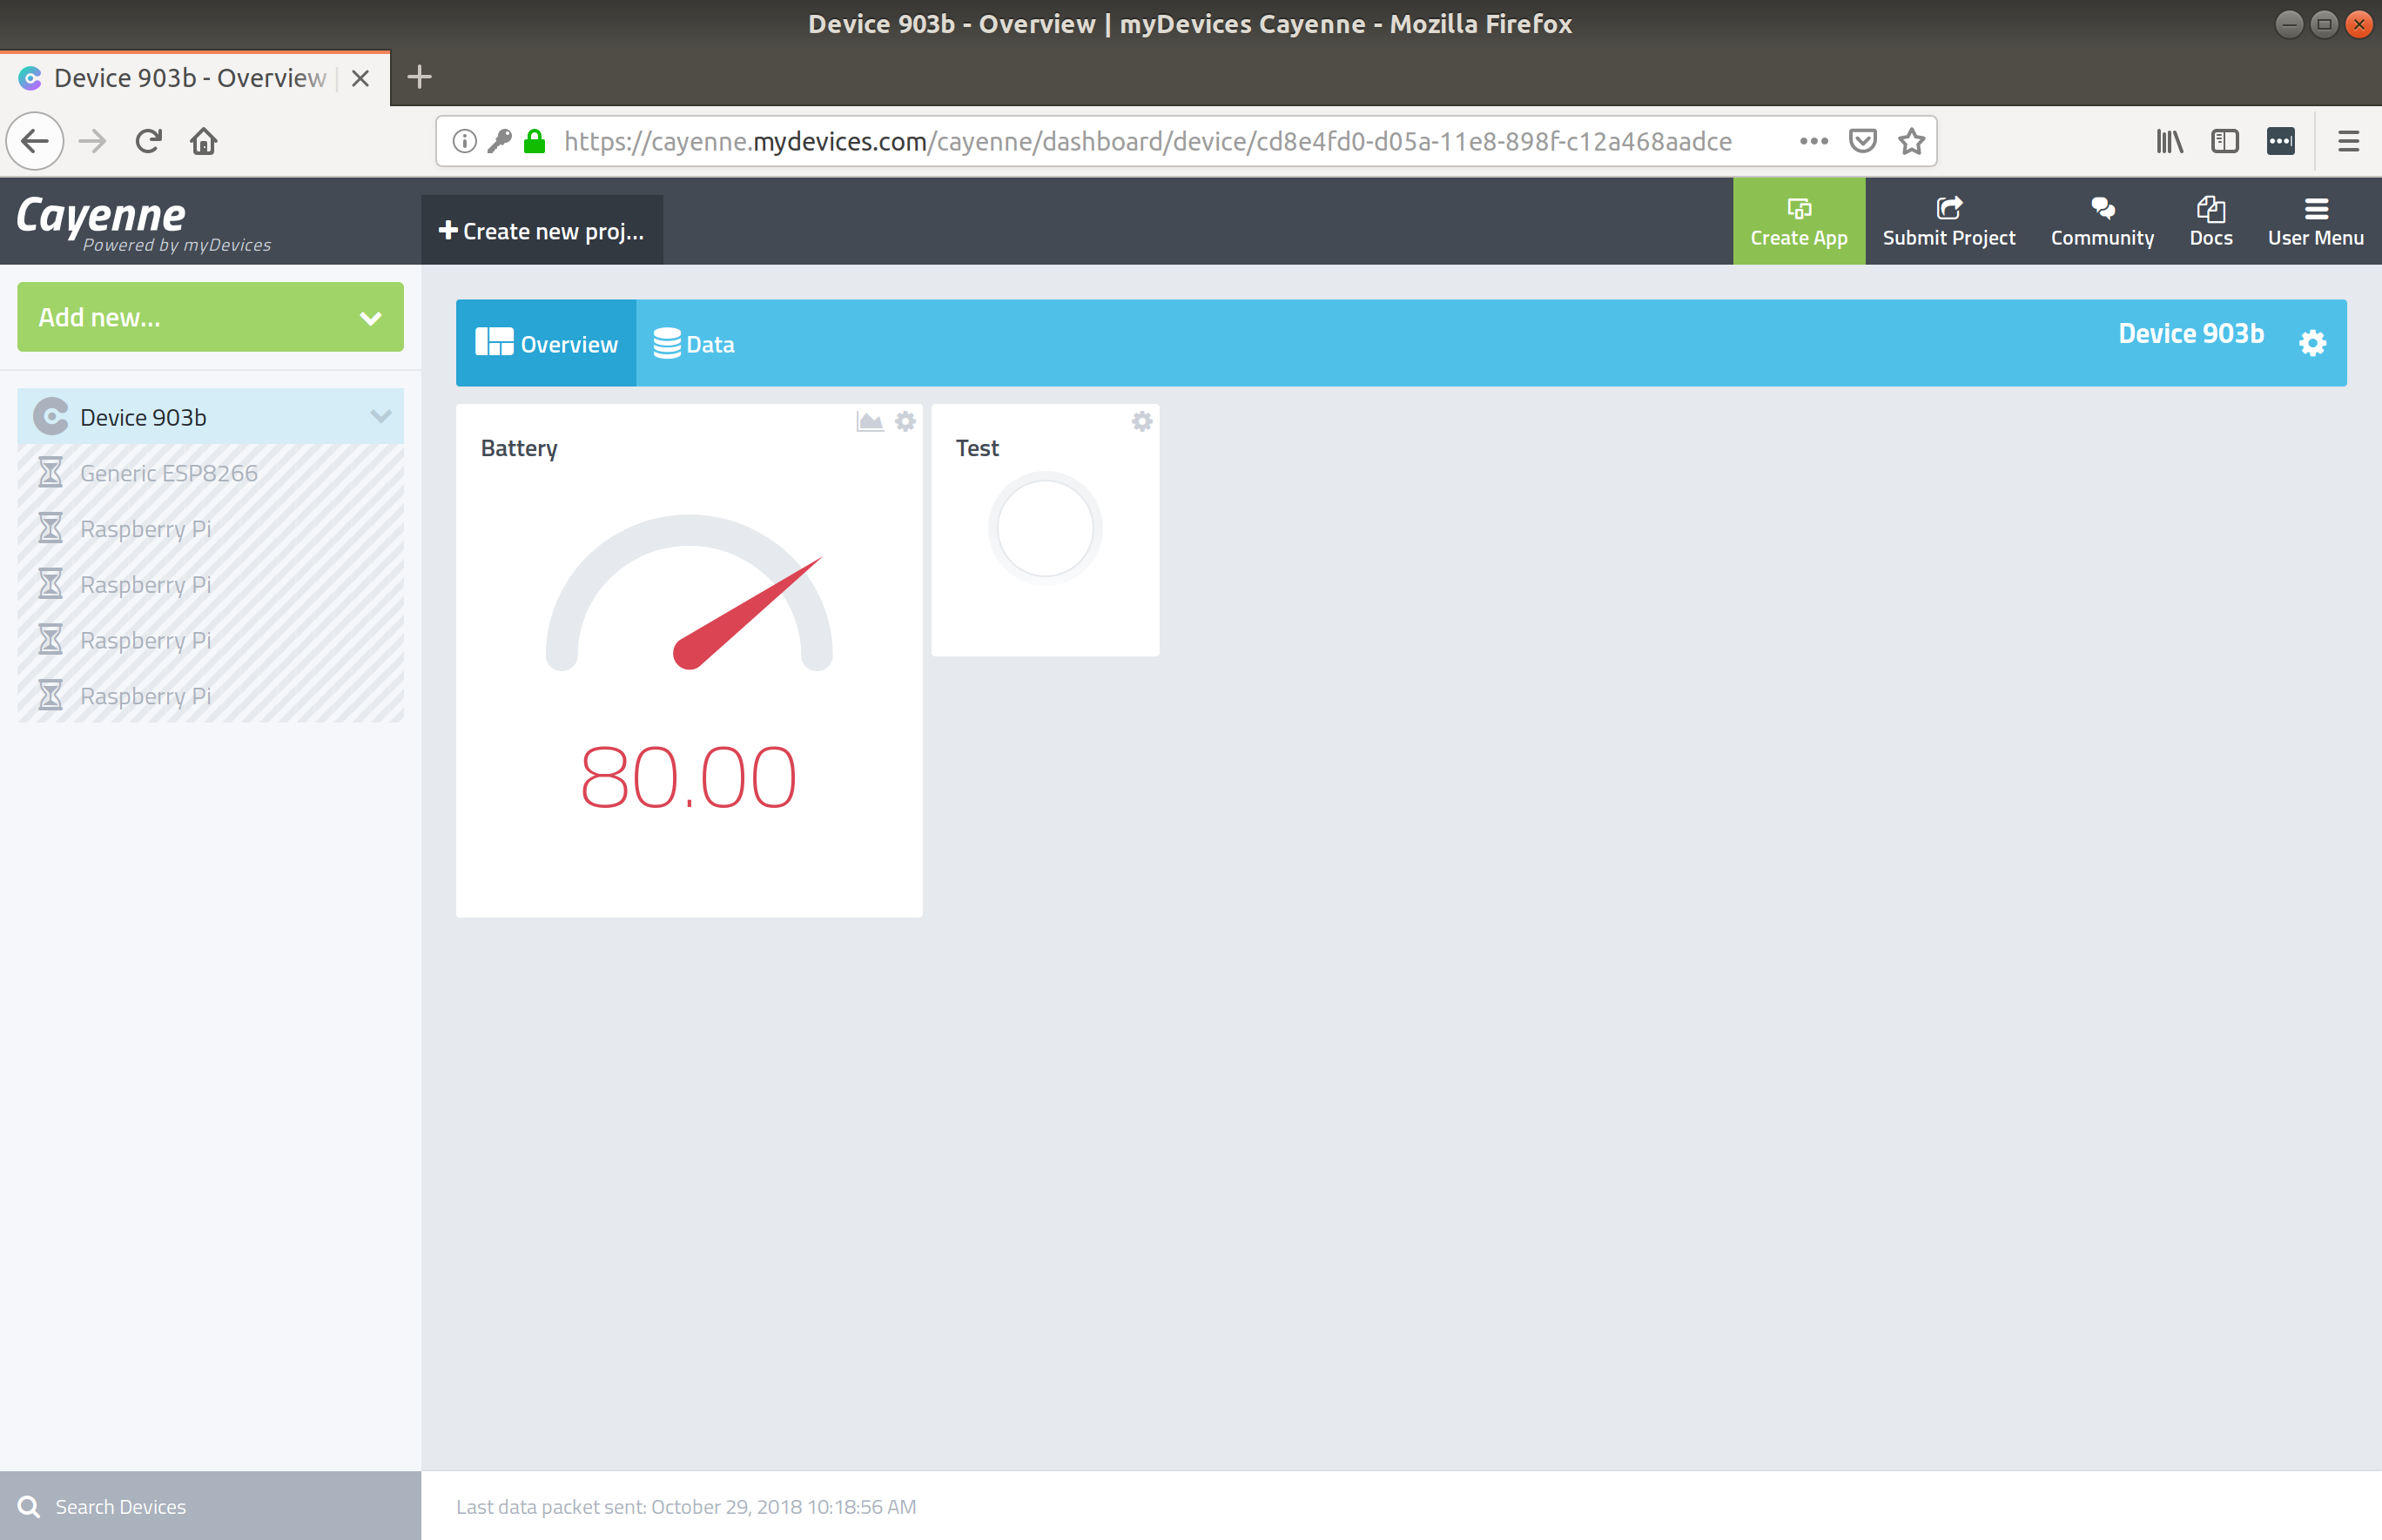 Device 903b - Overview | myDevices Cayenne - Mozilla Firefox
Device 903b - Overview
https://cayenne.mydevices.com/cayenne/dashboard/device/cd8e4fd0-d05a-11e8-898f-c12a468aadce
Cayenne
Powered by myDevices
Create new proj...
Create App
Submit Project
Community
Docs
User Menu
Add new...
Overview
Data
Device 903b
Device 903b
Generic ESP8266
Raspberry Pi
Raspberry Pi
Raspberry Pi
Raspberry Pi
Battery
80.00
Test
Search Devices
Last data packet sent: October 29, 2018 10:18:56 AM